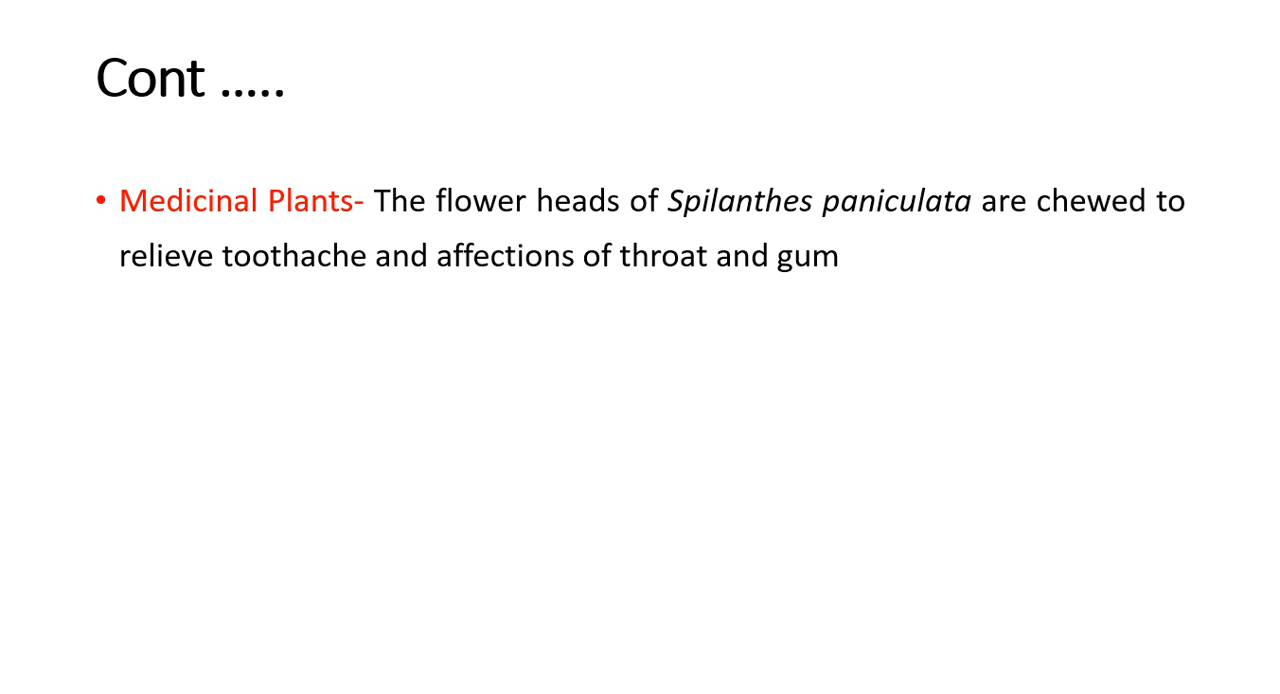 Cont .....
• Medicinal Plants- The flower heads of Spilanthes paniculata are chewed to
relieve toothache and affections of throat and gum